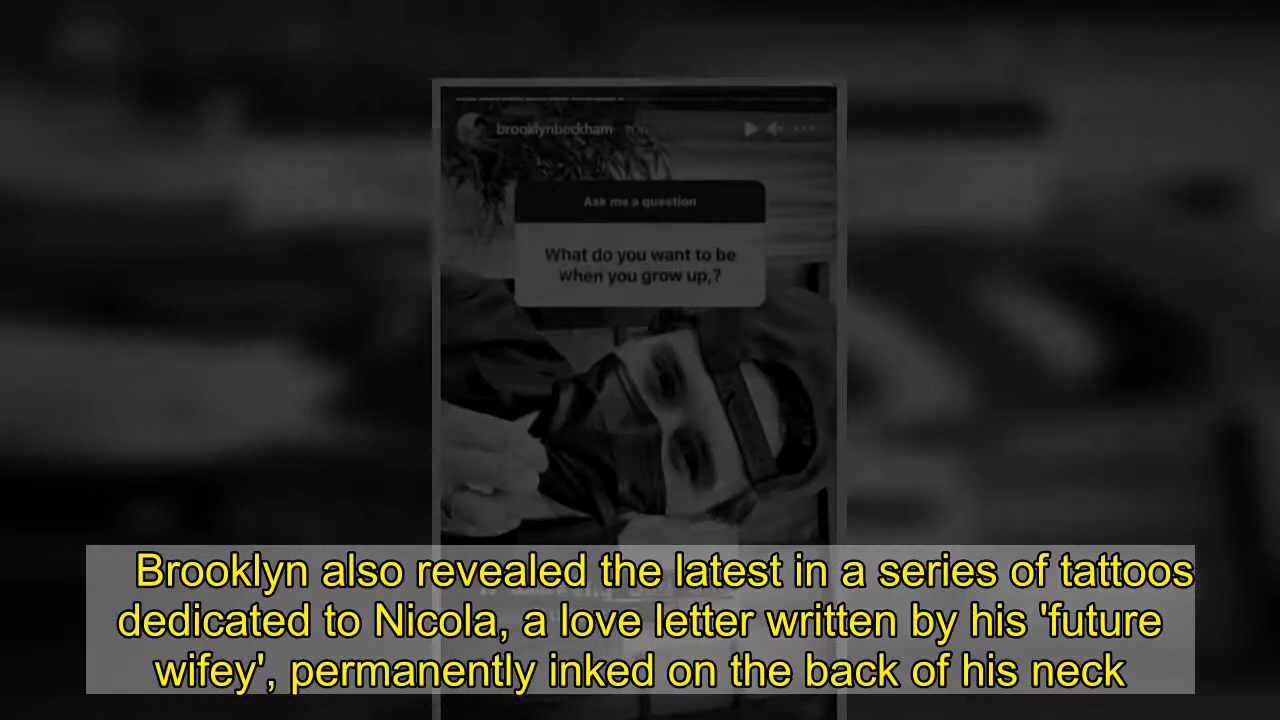 brooklynbeckham
Ask me a question
What do you want to be
when you grow up,?
Brooklyn also revealed the latest in a series of tattoos
dedicated to Nicola, a love letter written by his 'future
wifey', permanently inked on the back of his neck